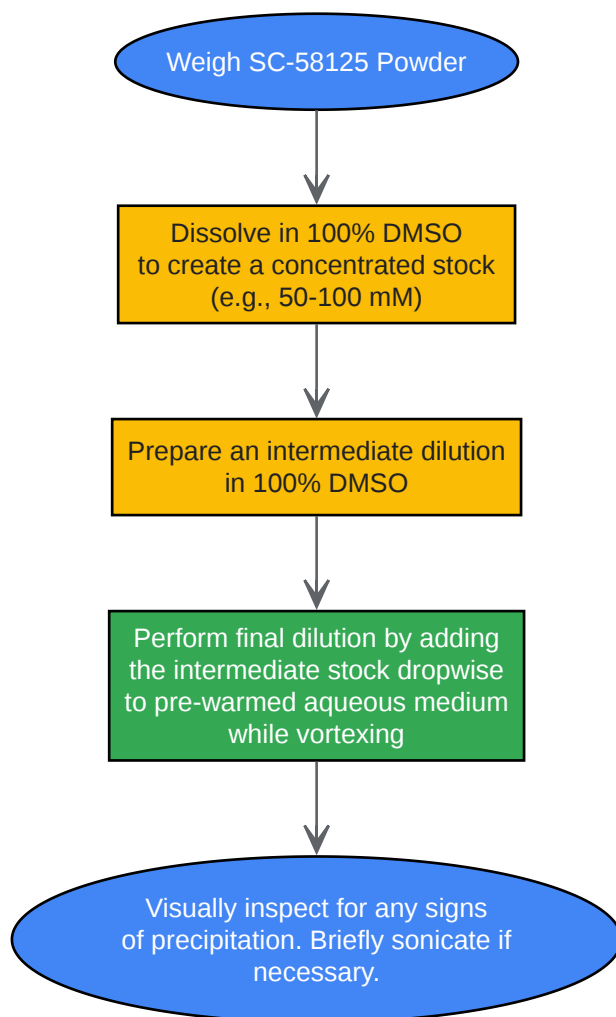 Weigh SC-58125 Powder
Dissolve in 100% DMSO
to create a concentrated stock
(e.g., 50-100 mM)
Prepare an intermediate dilution
in 100% DMSO
Perform final dilution by adding
the intermediate stock dropwise
to pre-warmed aqueous medium
while vortexing
Visually inspect for any signs
of precipitation. Briefly sonicate if
necessary.